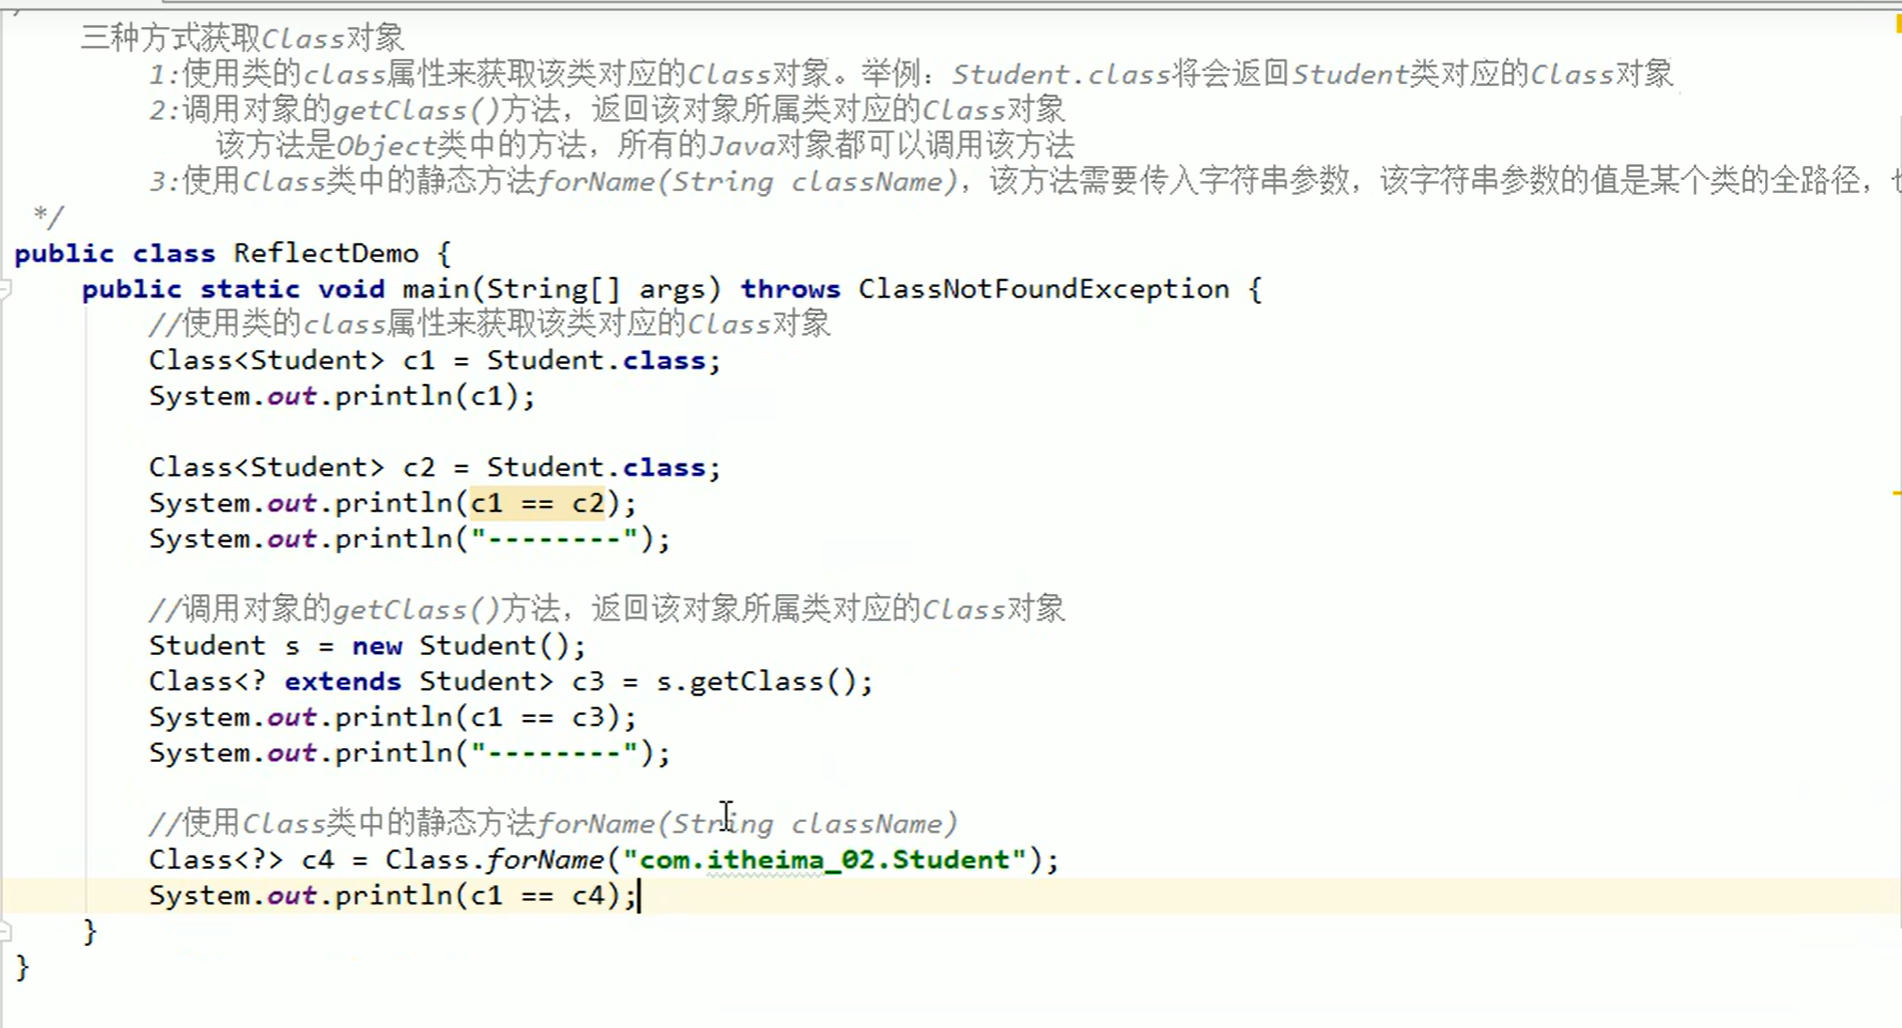 三种方式获取Class对象
1:使用类的class属性来获取该类对应的Class对象。举例：Student.class将会返回Student类对应的Class对象
2:调用对象的getClass()方法，返回该对象所属类对应的Class对象
该方法是Object类中的方法，所有的Java对象都可以调用该方法
3:使用Class类中的静态方法forName(String className)，该方法需要传入字符串参数，该字符串参数的值是某个类的全路径，
*/
public class ReflectDemo {
public static void main(String[] args) throws ClassNotFoundException {
//使用类的class属性来获取该类对应的Class对象
Class<Student> c1 = Student.class;
System.out.println(c1);
Class<Student> c2 = Student.class;
System.out.println(c1 == c2);
System.out.println("--------");
//调用对象的getClass()方法，返回该对象所属类对应的Class对象
Student s = new Student();
Class<? extends Student> c3 = s.getClass();
System.out.println(c1 == c3);
System.out.println("--------");
//使用Class类中的静态方法forName(String className)
Class<?> c4 = Class.forName("com.itheima_02.Student");
System.out.println(c1 == c4);
}
}